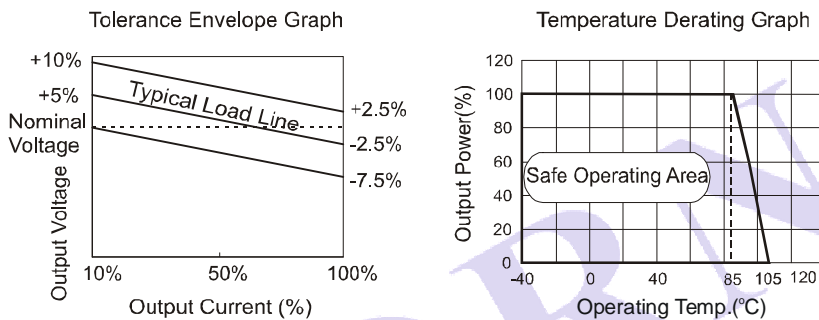 Tolerance Envelope Graph
+10%
+5%
Nominal
Voltage
Output Voltage
Typical Load Line
+2.5%
-2.5%
-7.5%
10%
50%
100%
Output Current (%)
Temperature Derating Graph
120
100
80
60
40
20
0
Output Power(%)
Safe Operating Area
-40
0
40
85
105
120
Operating Temp.(°C)